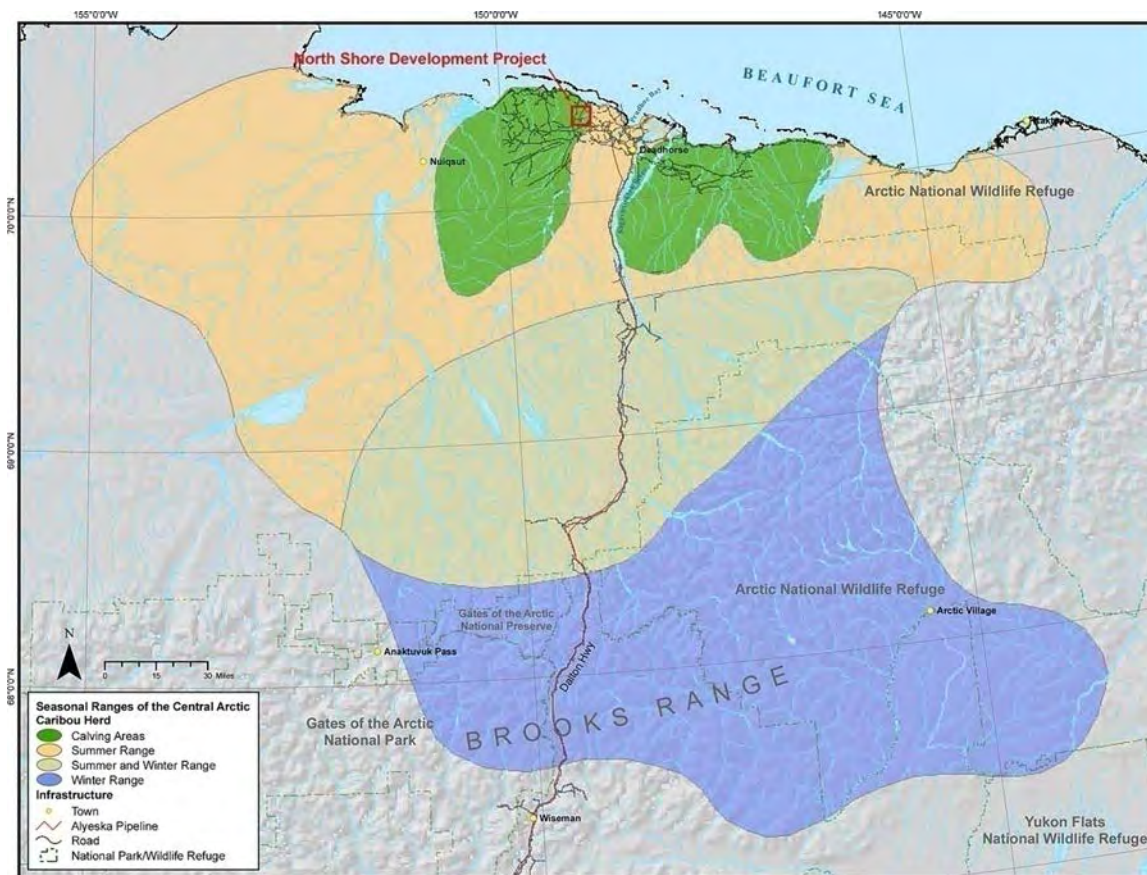 155°0'0"W
150°0'0"W
145°0'0"W
North Shore Development Project
BEAUFORT SEA
Prudhoe Bay
Kaktovik
Deadhorse
Nuiqsut
Arctic National Wildlife Refuge
70°0'0"N
69°0'0"N
Arctic National Wildlife Refuge
Arctic Village
Gates of the Arctic
National Preserve
Anaktuvuk Pass
N
0 15 30 Miles
68°0'0"N
Dalton Hwy
BROOKS RANGE
Gates of the Arctic
National Park
Seasonal Ranges of the Central Arctic
Caribou Herd
Calving Areas
Summer Range
Summer and Winter Range
Winter Range
Infrastructure
Town
Alyeska Pipeline
Road
National Park/Wildlife Refuge
Wiseman
Yukon Flats
National Wildlife Refuge